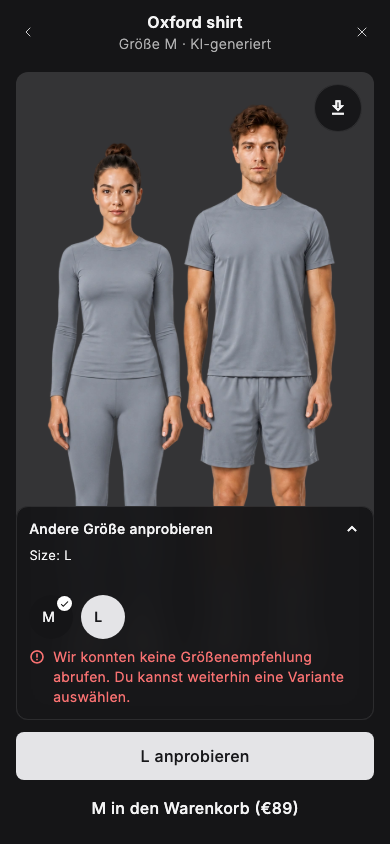 Oxford shirt
Größe M · KI-generiert
Andere Größe anprobieren
Size: L
M
L
Wir konnten keine Größenempfehlung
abrufen. Du kannst weiterhin eine Variante
auswählen.
L anprobieren
M in den Warenkorb (€89)